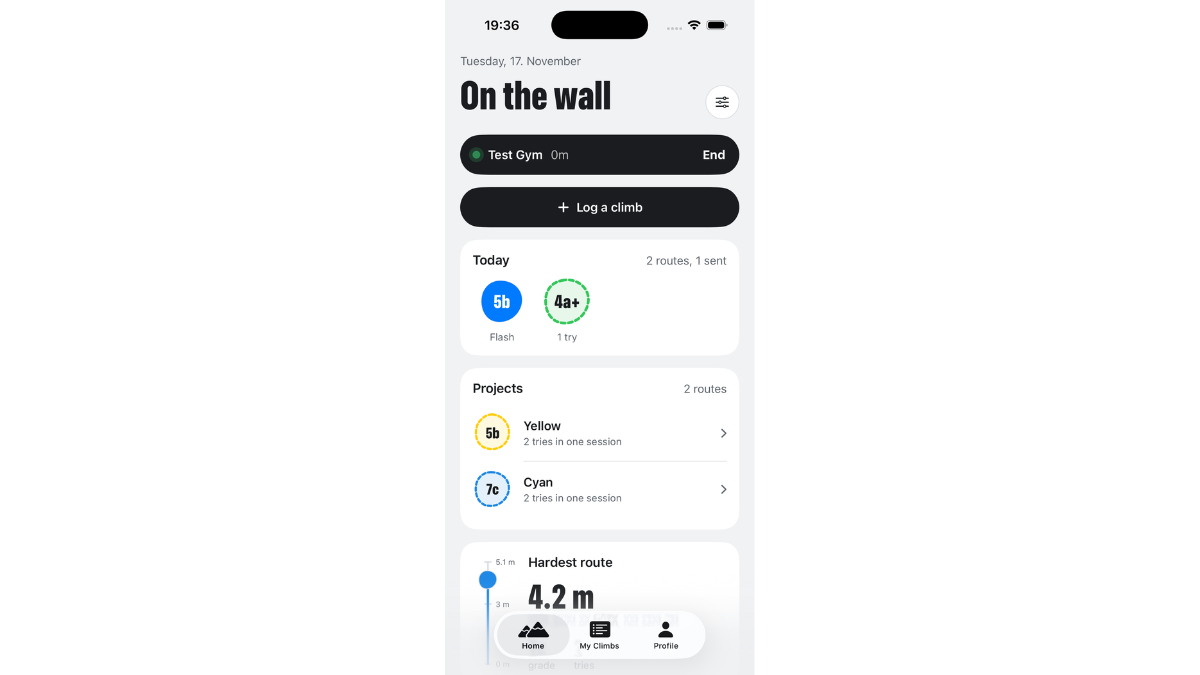 19:36
Tuesday, 17. November
On the wall
Test Gym 0m End
+ Log a climb
Today 2 routes, 1 sent
5b 4a+
Flash 1 try
Projects 2 routes
5b Yellow
2 tries in one session
7c Cyan
2 tries in one session
5.1 m Hardest route
4.2 m
3 m
Home My Climbs Profile
0 m grade tries